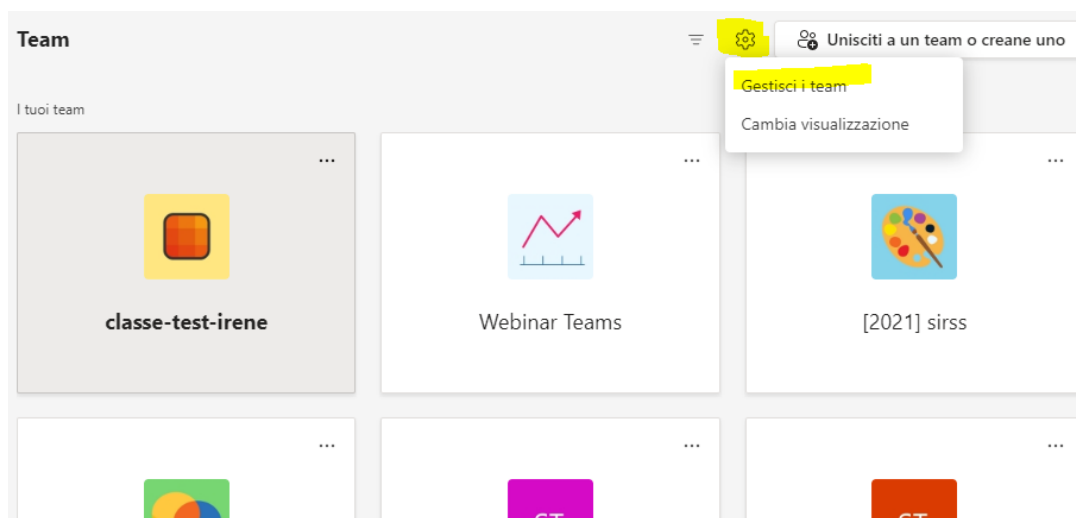 Team
Unisciti a un team o creane uno
Gestisci i team
Cambia visualizzazione
I tuoi team
classe-test-irene
Webinar Teams
[2021] sirss